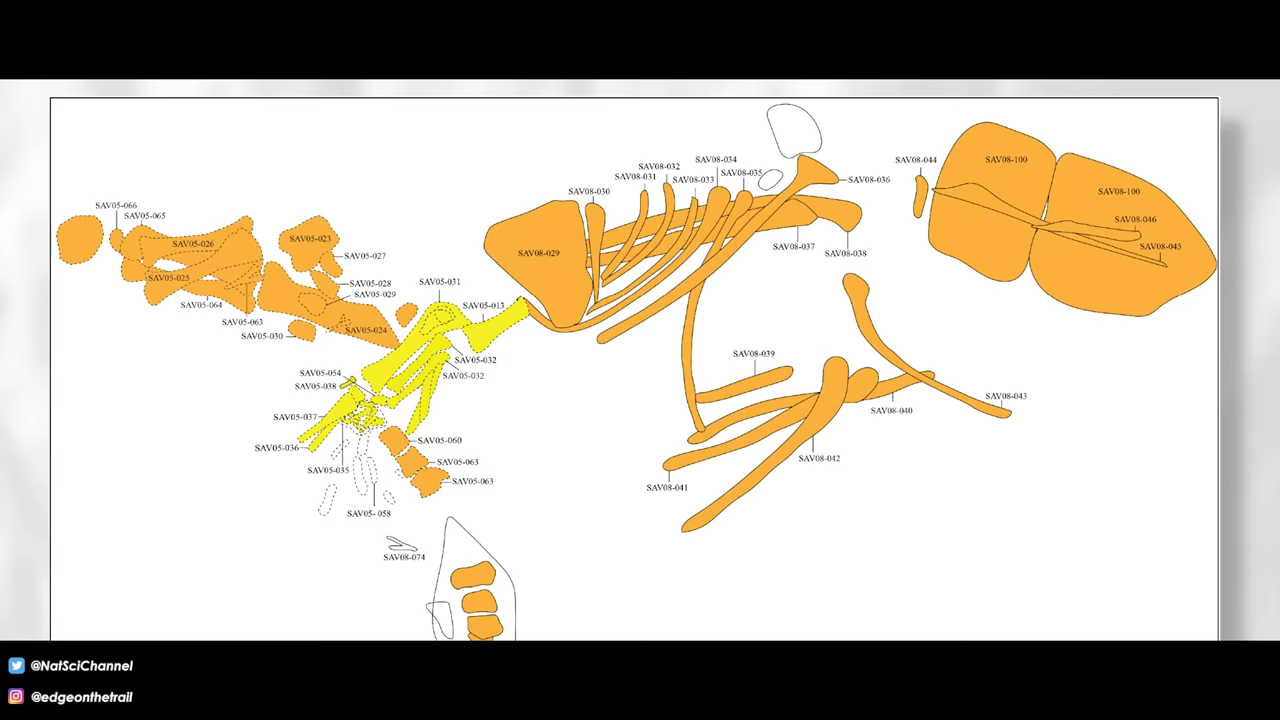 SAV05-066
SAV05-065
SAV05-026
SAV05-025
SAV05-064
SAV05-063
SAV05-023
SAV05-027
SAV05-028
SAV05-029
SAV05-030
SAV05-024
SAV05-031
SAV05-013
SAV05-032
SAV05-032
SAV05-054
SAV05-038
SAV05-037
SAV05-036
SAV05-035
SAV05-060
SAV05-063
SAV05-063
SAV05- 058
SAV08-074
SAV08-029
SAV08-030
SAV08-031
SAV08-032
SAV08-033
SAV08-034
SAV08-035
SAV08-036
SAV08-037
SAV08-038
SAV08-039
SAV08-040
SAV08-041
SAV08-042
SAV08-043
SAV08-044
SAV08-100
SAV08-100
SAV08-046
SAV08-045
@NatSciChannel
@edgeonthetrail